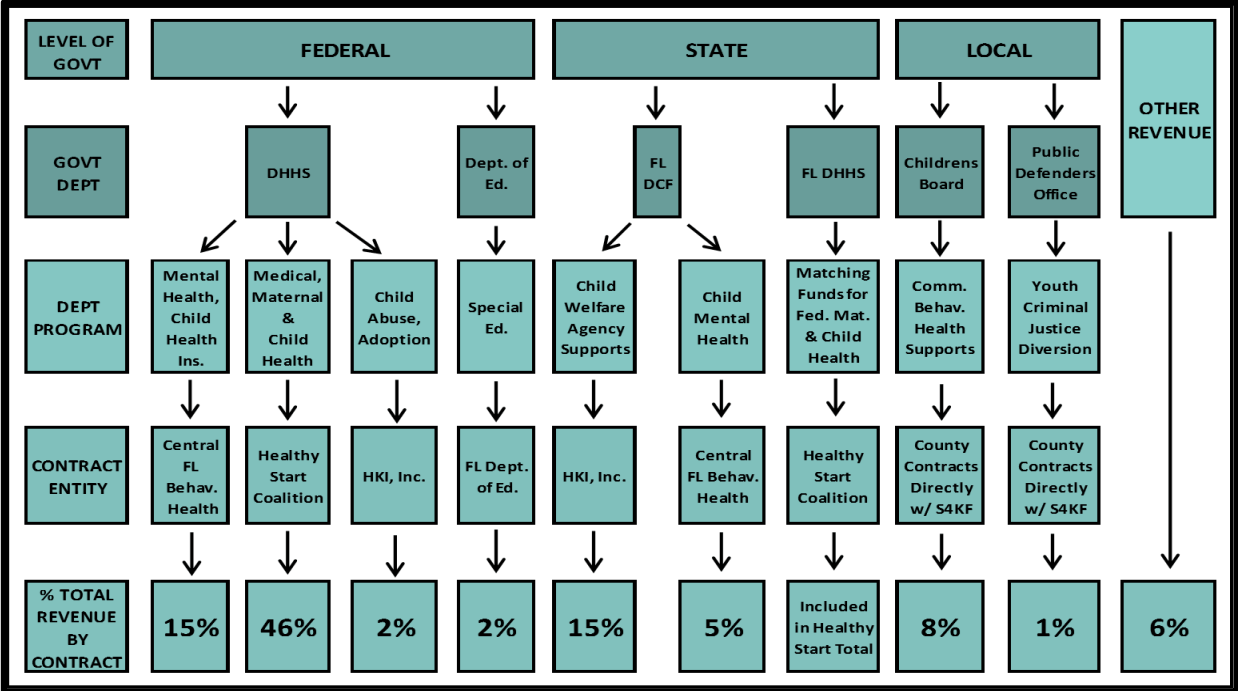 LEVEL OF
GOVT
FEDERAL
STATE
LOCAL
OTHER
REVENUE
GOVT
DEPT
DHHS
Dept. of
Ed.
FL
DCF
FL DHHS
Childrens
Board
Public
Defenders
Office
DEPT
PROGRAM
Mental
Health,
Child
Health
Ins.
Medical,
Maternal
&
Child
Health
Child
Abuse,
Adoption
Special
Ed.
Child
Welfare
Agency
Supports
Child
Mental
Health
Matching
Funds for
Fed. Mat.
& Child
Health
Comm.
Behav.
Health
Supports
Youth
Criminal
Justice
Diversion
CONTRACT
ENTITY
Central
FL
Behav.
Health
Healthy
Start
Coalition
HKI, Inc.
FL Dept.
of Ed.
HKI, Inc.
Central
FL Behav.
Health
Healthy
Start
Coalition
County
Contracts
Directly
w/ S4KF
County
Contracts
Directly
w/ S4KF
% TOTAL
REVENUE
BY
CONTRACT
15%
46%
2%
2%
15%
5%
Included
in Healthy
Start Total
8%
1%
6%